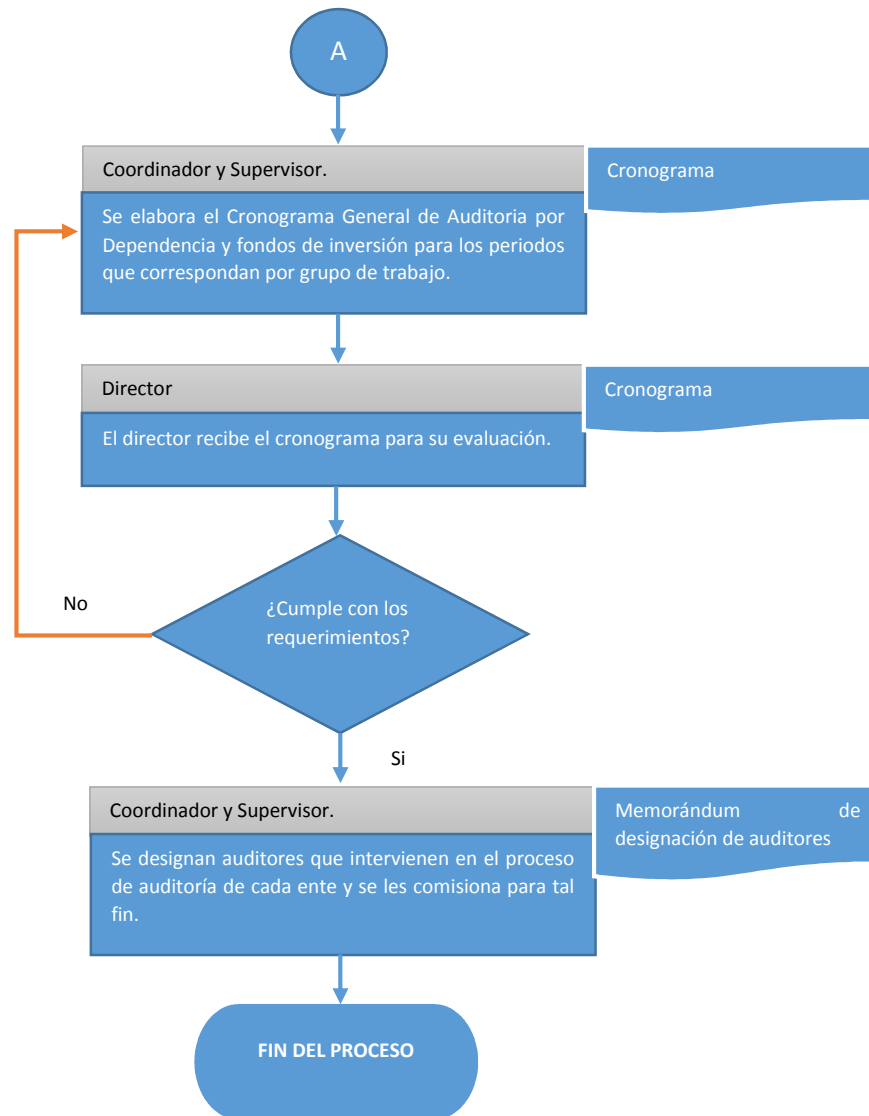 A
Coordinador y Supervisor.
Cronograma
Se elabora el Cronograma General de Auditoria por
Dependencia y fondos de inversión para los periodos
que correspondan por grupo de trabajo.
Director
Cronograma
El director recibe el cronograma para su evaluación.
¿Cumple con los
requerimientos?
No
Si
Coordinador y Supervisor.
Memorándum de
designación de auditores
Se designan auditores que intervienen en el proceso
de auditoría de cada ente y se les comisiona para tal
fin.
FIN DEL PROCESO